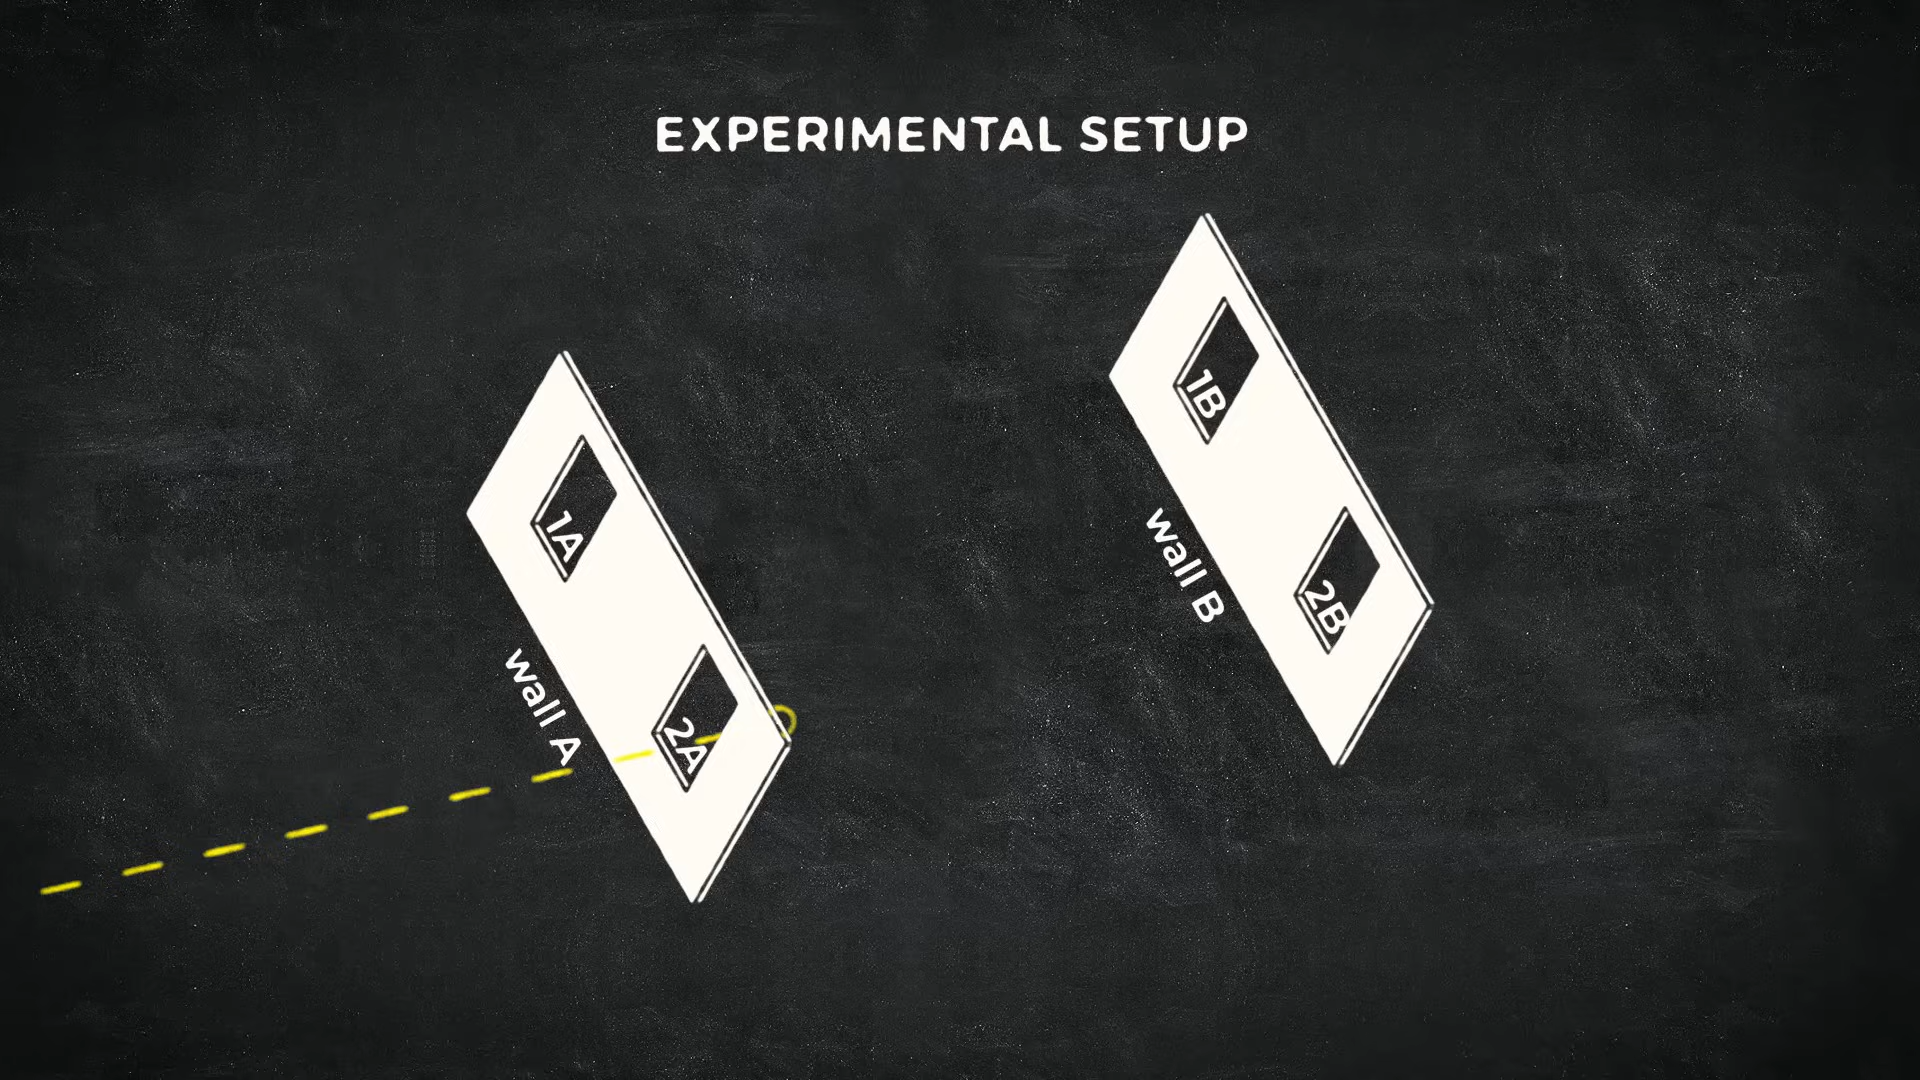 EXPERIMENTAL SETUP
1A
2A
wall A
1B
2B
wall B